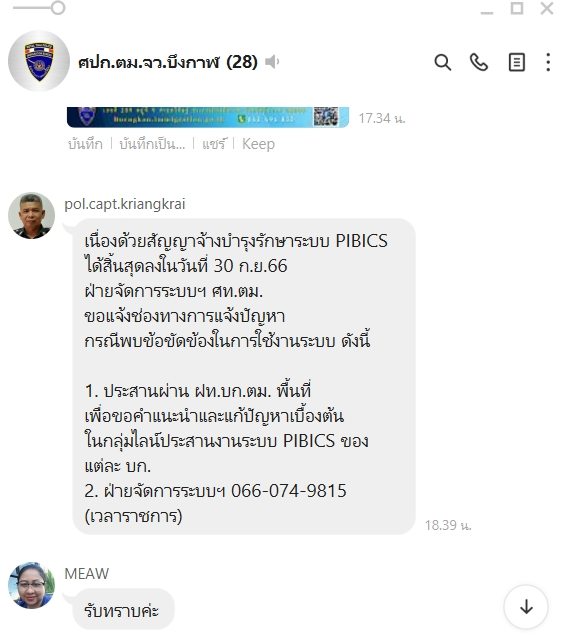 ศปก.ตม.จว.บึงกาฬ (28)
17.34 น.
บันทึก | บันทึกเป็น... | แชร์ | Keep
pol.capt.kriangkrai
เนื่องด้วยสัญญาจ้างบำรุงรักษาระบบ PIBICS
ได้สิ้นสุดลงในวันที่ 30 ก.ย.66
ฝ่ายจัดการระบบฯ ศท.ตม.
ขอแจ้งช่องทางการแจ้งปัญหา
กรณีพบข้อขัดข้องในการใช้งานระบบ ดังนี้
1. ประสานผ่าน ฝท.บก.ตม. พื้นที่
เพื่อขอคำแนะนำและแก้ปัญหาเบื้องต้น
ในกลุ่มไลน์ประสานงานระบบ PIBICS ของ
แต่ละ บก.
2. ฝ่ายจัดการระบบฯ 066-074-9815
(เวลาราชการ)
18.39 น.
MEAW
รับทราบค่ะ